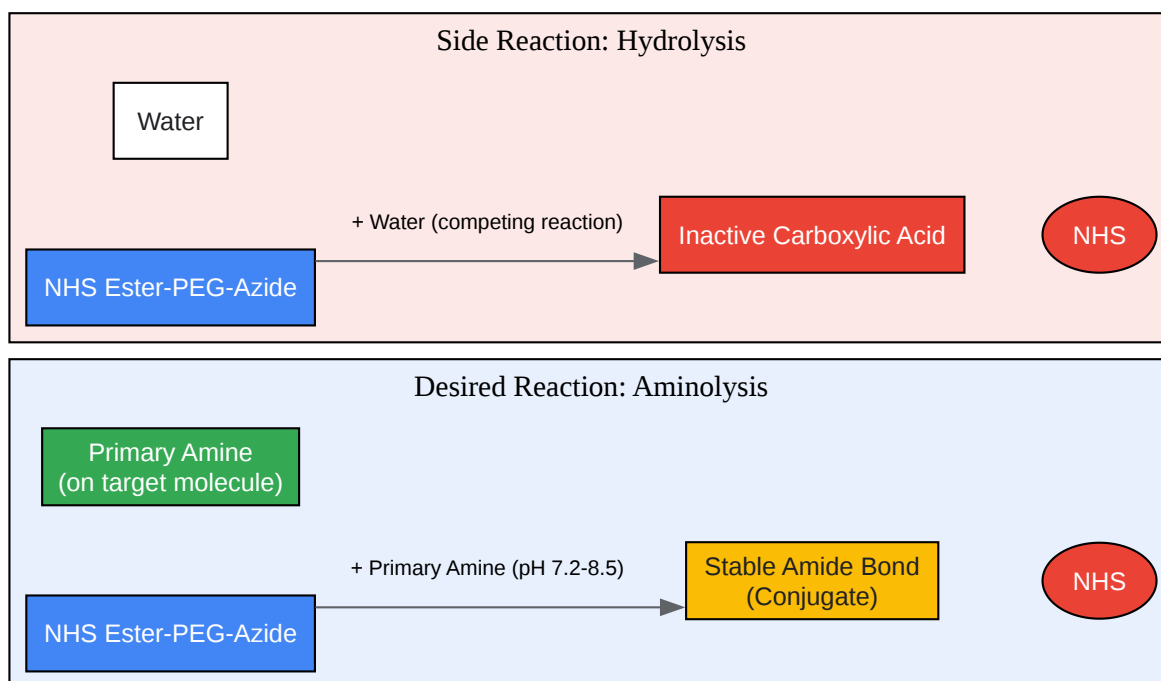 Side Reaction: Hydrolysis
Water
+ Water (competing reaction)
Inactive Carboxylic Acid
NHS
NHS Ester-PEG-Azide
Desired Reaction: Aminolysis
Primary Amine
(on target molecule)
+ Primary Amine (pH 7.2-8.5)
Stable Amide Bond
(Conjugate)
NHS
NHS Ester-PEG-Azide